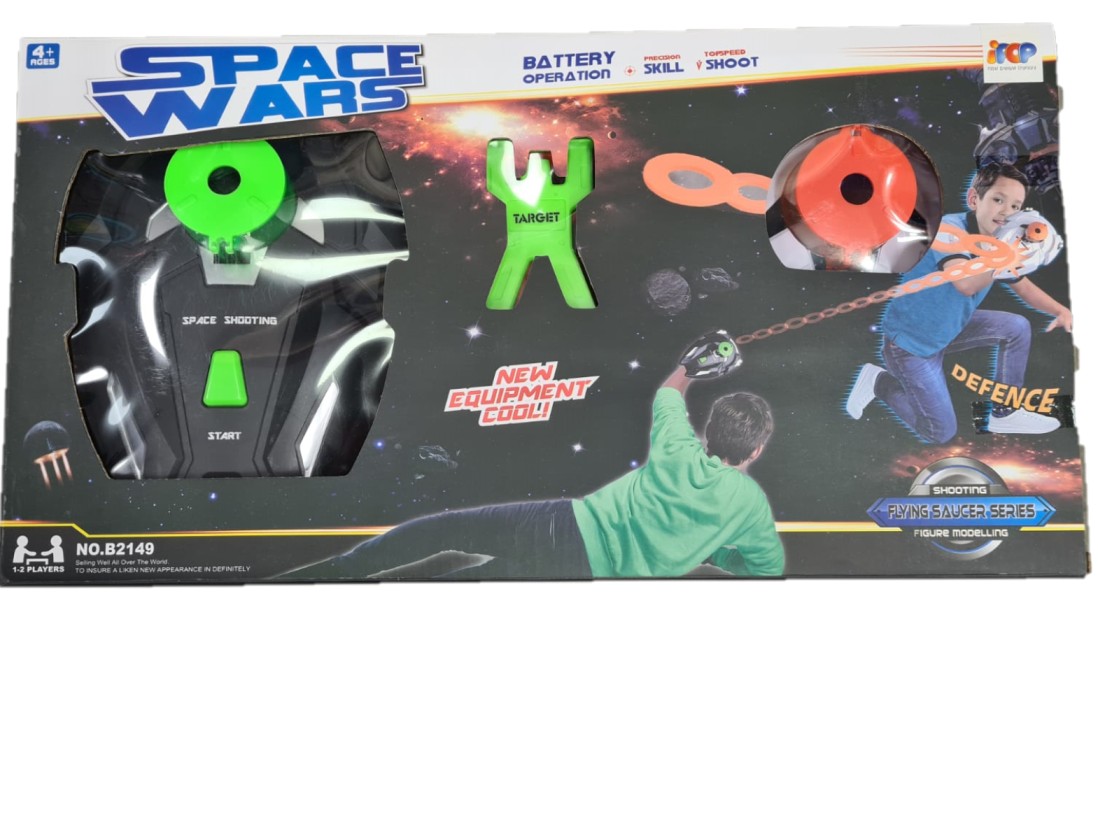 4+
AGES
SPACE
WARS
BATTERY
OPERATION
PRECISION
SKILL
TOPSPEED
SHOOT
TARGET
SPACE SHOOTING
START
NEW
EQUIPMENT
COOL!
DEFENCE
SHOOTING
FLYING SAUCER SERIES
FIGURE MODELLING
1-2 PLAYERS
NO.B2149
Selling Well All Over The World
TO INSURE A LIKEN NEW APPEARANCE IN DEFINITELY